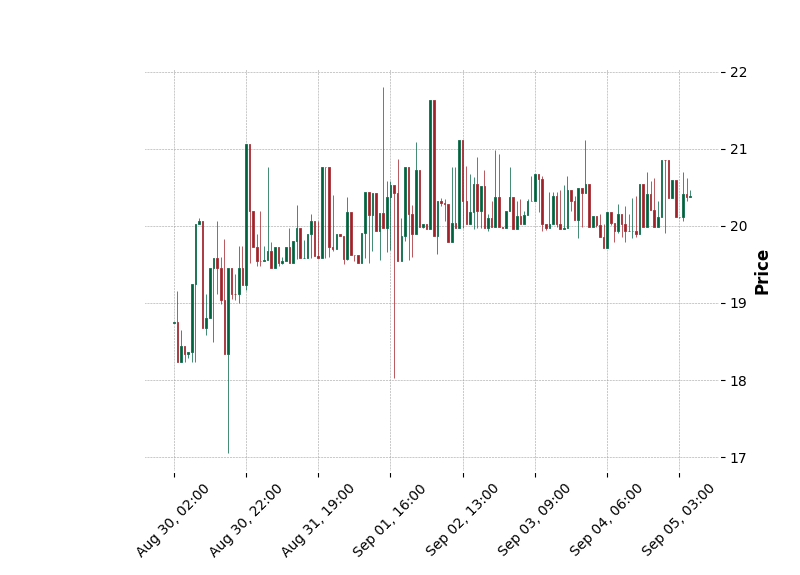 22
21
20
19
18
17
Price
Aug 30, 02:00
Aug 30, 22:00
Aug 31, 19:00
Sep 01, 16:00
Sep 02, 13:00
Sep 03, 09:00
Sep 04, 06:00
Sep 05, 03:00